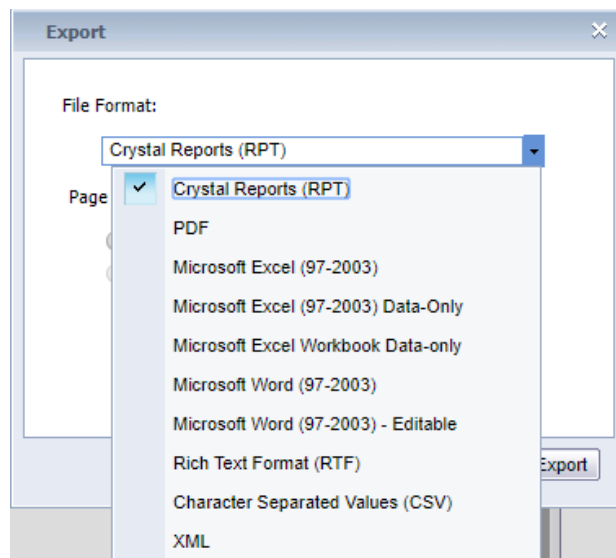 Export
File Format:
Crystal Reports (RPT)
Page
Crystal Reports (RPT)
PDF
Microsoft Excel (97-2003)
Microsoft Excel (97-2003) Data-Only
Microsoft Excel Workbook Data-only
Microsoft Word (97-2003)
Microsoft Word (97-2003) - Editable
Rich Text Format (RTF)
Export
Character Separated Values (CSV)
XML